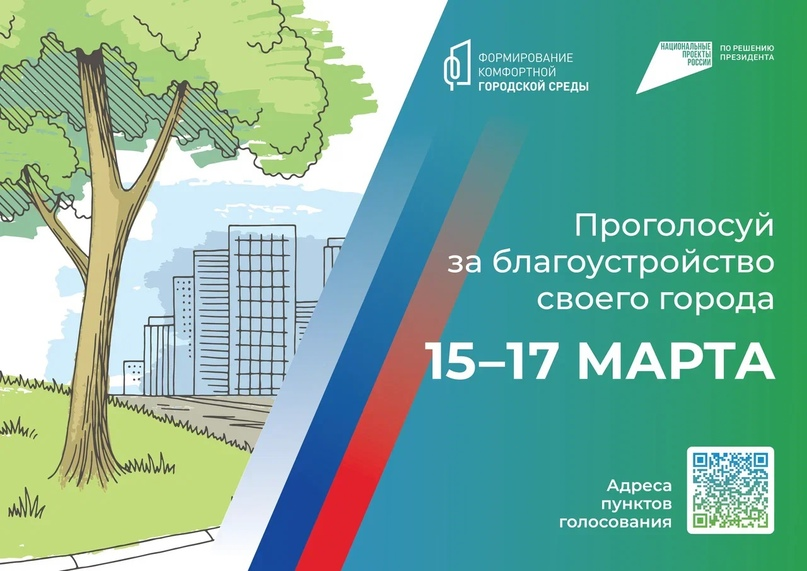 ФОРМИРОВАНИЕ
КОМФОРТНОЙ
ГОРОДСКОЙ СРЕДЫ
НАЦИОНАЛЬНЫЕ
ПРОЕКТЫ
РОССИИ
ПО РЕШЕНИЮ
ПРЕЗИДЕНТА
Проголосуй
за благоустройство
своего города
15–17 МАРТА
Адреса
пунктов
голосования